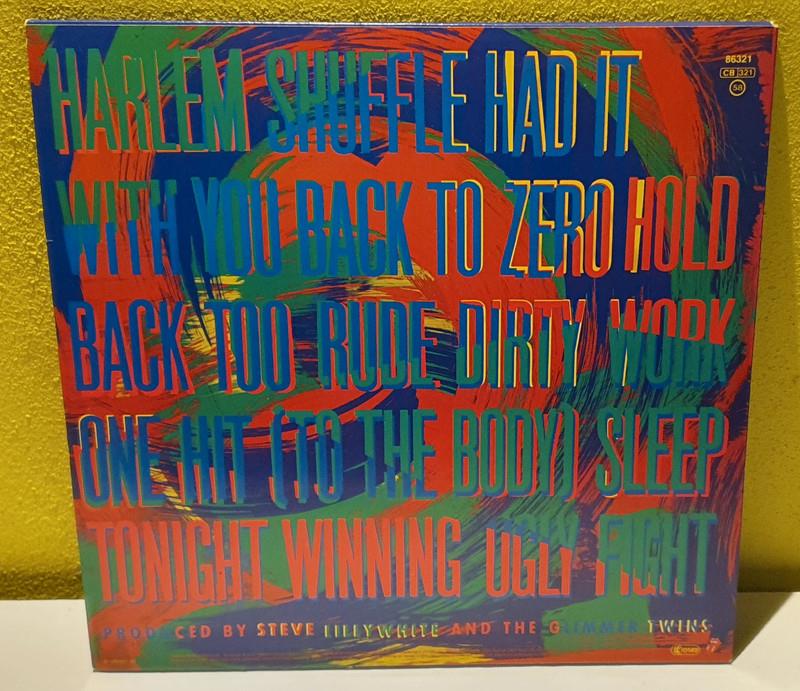 HARLEM SHUFFLE HAD IT
86321
CB 321
58
WITH YOU BACK TO ZERO HOLD
BACK TOO RUDE DIRTY WORK
ONE HIT (TO THE BODY) SLEEP
TONIGHT WINNING UGLY FIGHT
PRODUCED BY STEVE LILLYWHITE AND THE GLIMMER TWINS